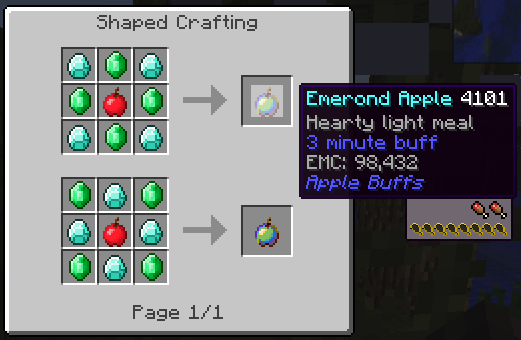 Shaped Crafting
Emerond Apple 4101
Hearty light meal
3 minute buff
EMC: 98,432
Apple Buffs
Page 1/1